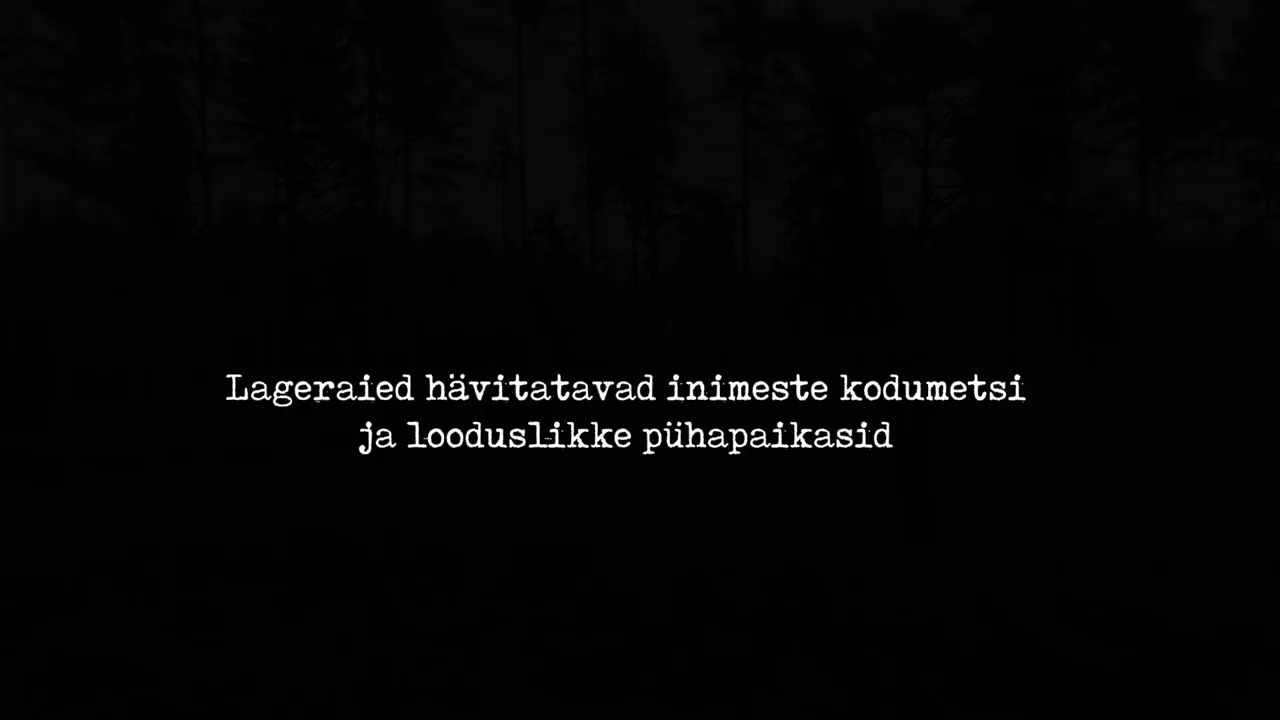 Lageraied hävitatavad inimeste kodumetsi
ja looduslikke pühapaikasid